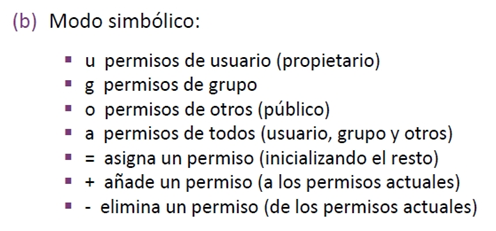 (b) Modo simbólico:
▪ u permisos de usuario (propietario)
▪ g permisos de grupo
▪ o permisos de otros (público)
▪ a permisos de todos (usuario, grupo y otros)
▪ = asigna un permiso (inicializando el resto)
▪ + añade un permiso (a los permisos actuales)
▪ - elimina un permiso (de los permisos actuales)